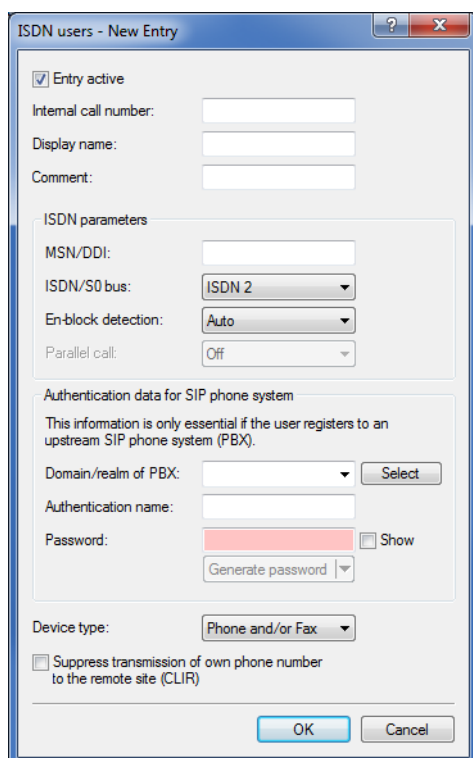 ISDN users - New Entry
Entry active
Internal call number:
Display name:
Comment:
ISDN parameters
MSN/DDI:
ISDN/S0 bus: ISDN 2
En-block detection: Auto
Parallel call: Off
Authentication data for SIP phone system
This information is only essential if the user registers to an
upstream SIP phone system (PBX).
Domain/realm of PBX: Select
Authentication name:
Password: Show
Generate password
Device type: Phone and/or Fax
Suppress transmission of own phone number
to the remote site (CLIR)
OK Cancel